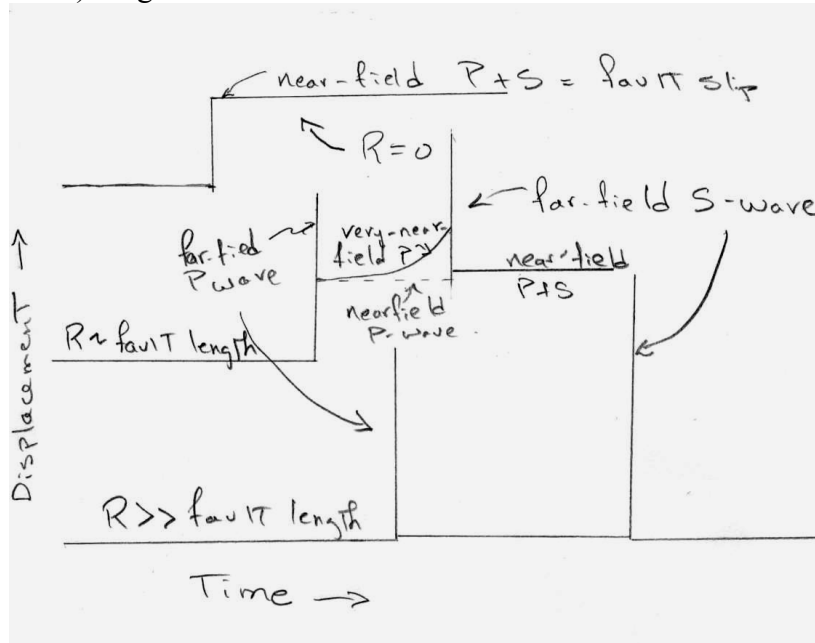 near-field P+S = fault slip
R=0
far-field S-wave
far-fied
P wave
very-near-
field P
near-field
P+S
nearfield
P-wave
R~fault length
R>>fault length
Displacement
Time